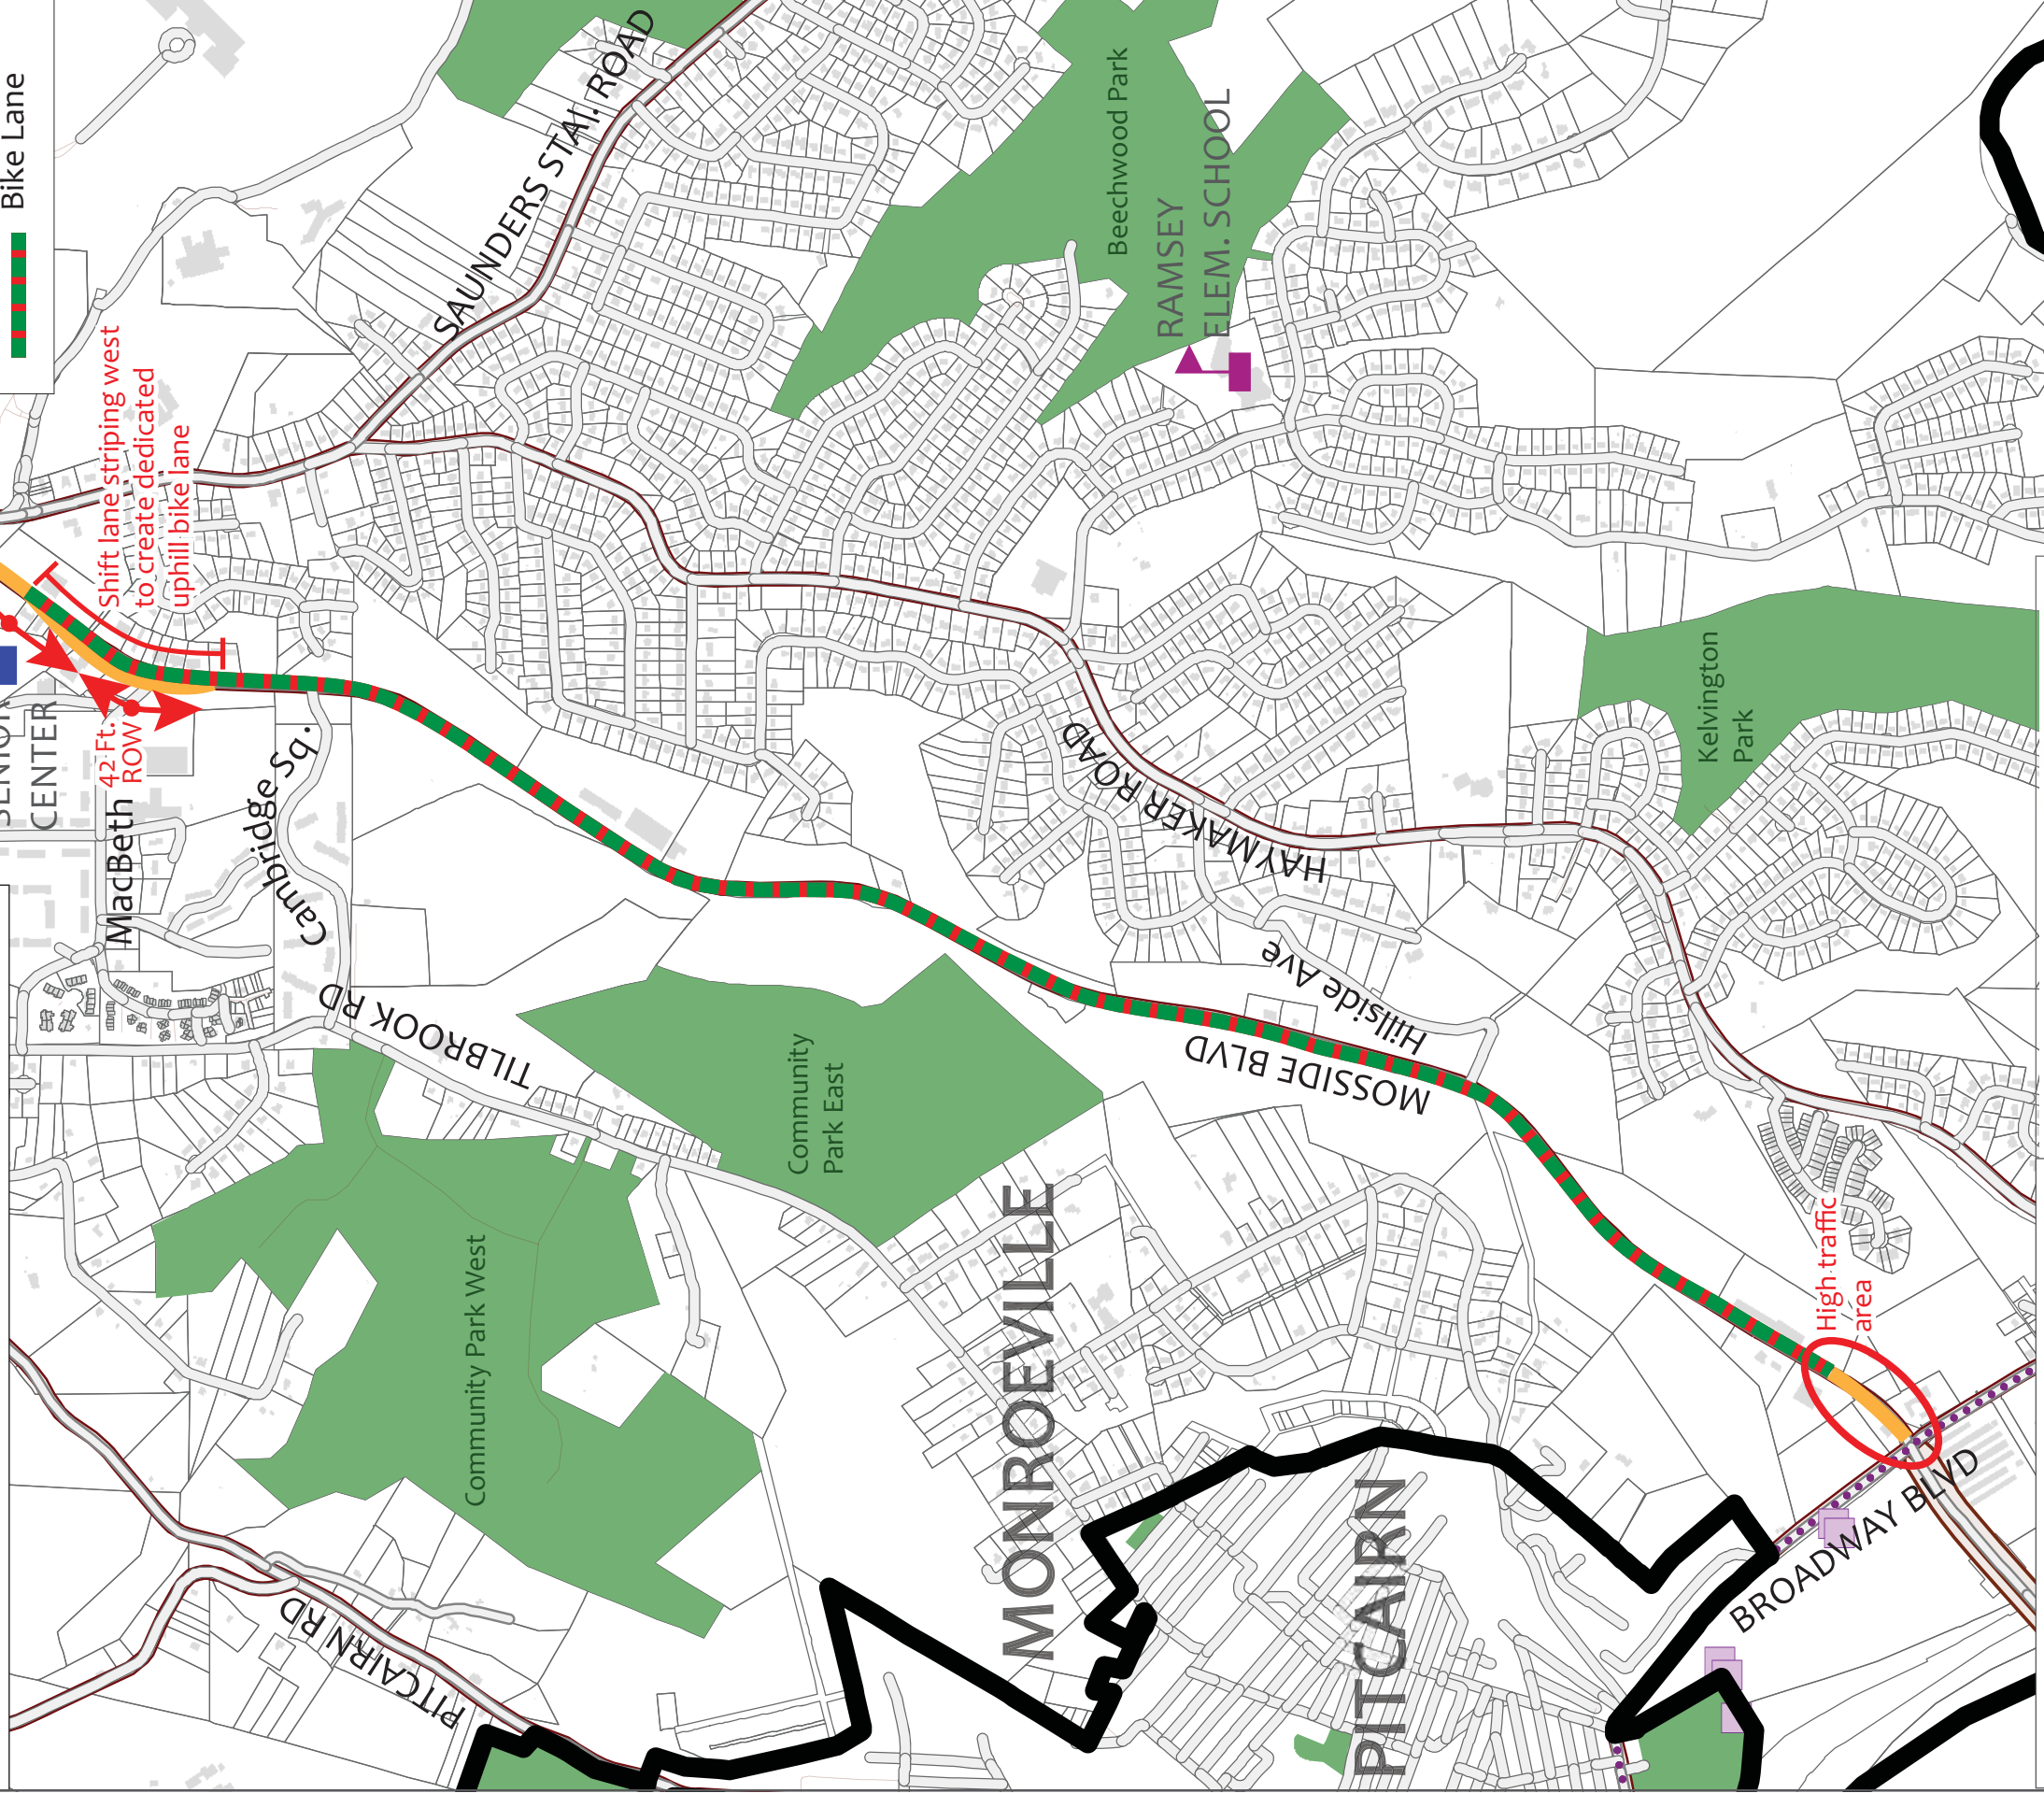 Bike Lane
SAUNDERS STAT. ROAD
Beechwood Park
RAMSEY
ELEM. SCHOOL
Shift lane striping west
to create dedicated
uphill bike lane
CENTER
42 Ft.
ROW
MacBeth
Cambridge Sq.
TILBROOK RD
HAYMAKER ROAD
Kelvington
Park
Hillside Ave
MOSSIDE BLVD
Community
Park East
Community Park West
MONROEVILLE
High traffic
area
PITCAIRN
BROADWAY BLVD
PITCAIRN RD